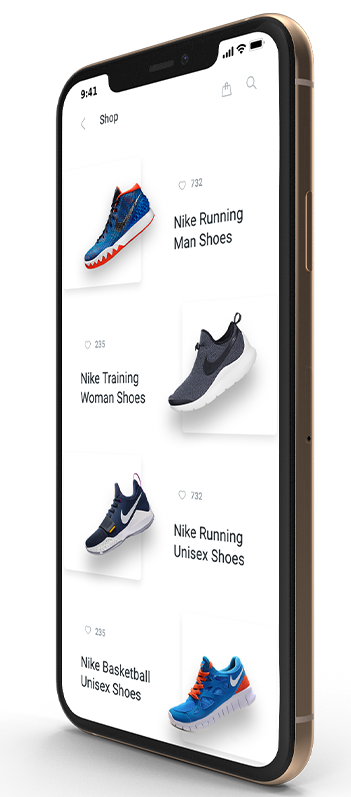 9:41
Shop
732
Nike Running
Man Shoes
235
Nike Training
Woman Shoes
732
Nike Running
Unisex Shoes
235
Nike Basketball
Unisex Shoes